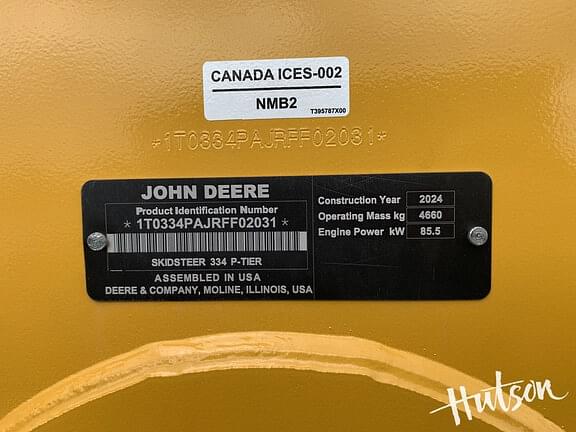 CANADA ICES-002
NMB2
T395787X00
*1T0334PAJRFF02031*
JOHN DEERE
Product Identification Number
* 1T0334PAJRFF02031 *
SKIDSTEER 334 P-TIER
ASSEMBLED IN USA
DEERE & COMPANY, MOLINE, ILLINOIS, USA
Construction Year 2024
Operating Mass kg 4660
Engine Power kW 85.5
Hutson